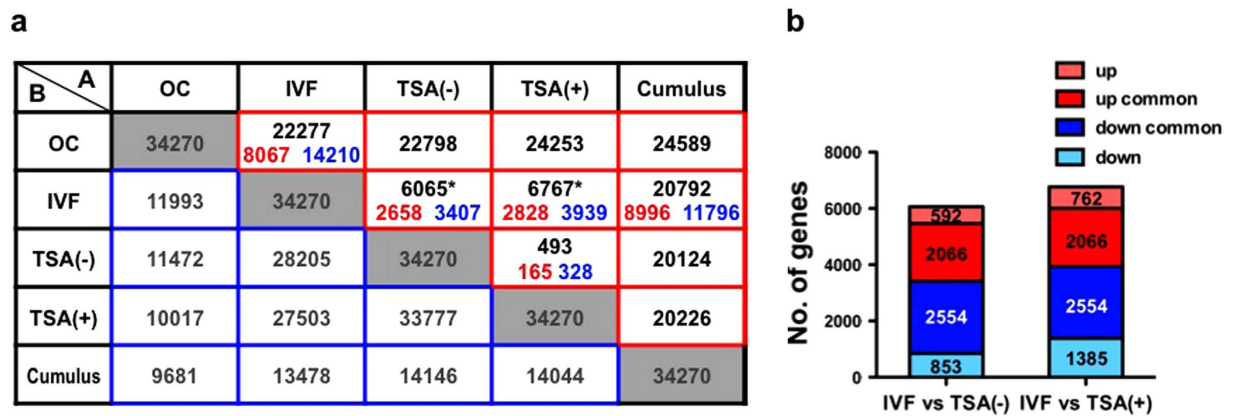 a
B A OC IVF TSA(-) TSA(+) Cumulus
OC 34270 22277 22798 24253 24589
8067 14210
IVF 11993 34270 6065* 6767* 20792
2658 3407 2828 3939 8996 11796
TSA(-) 11472 28205 34270 493 20124
165 328
TSA(+) 10017 27503 33777 34270 20226
Cumulus 9681 13478 14146 14044 34270
b
up
up common
down common
down
No. of genes
8000
6000
4000
2000
0
592
2066
2554
853
762
2066
2554
1385
IVF vs TSA(-) IVF vs TSA(+)